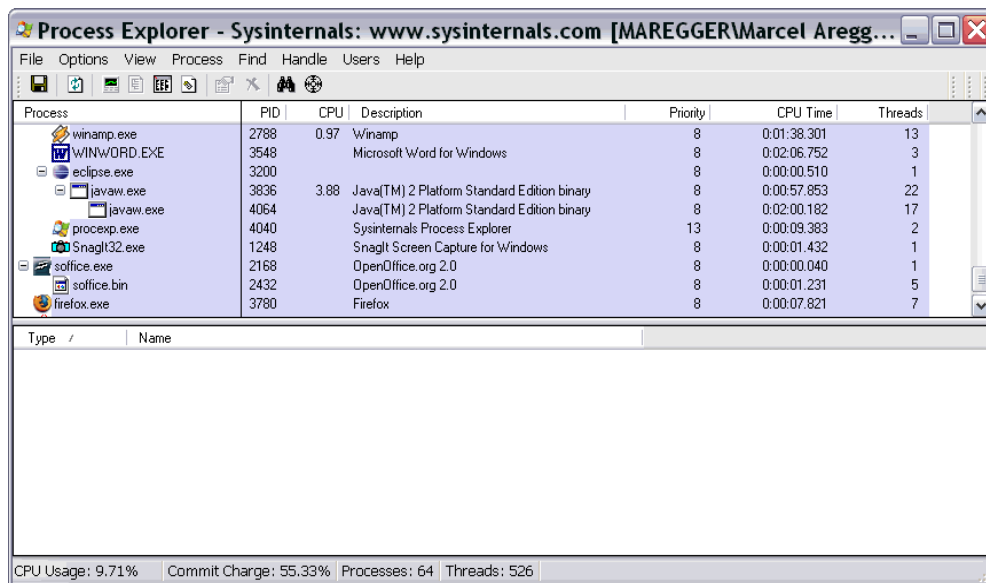 Process Explorer - Sysinternals: www.sysinternals.com [MAREGGER\Marcel Aregg...
File Options View Process Find Handle Users Help
Process PID CPU Description Priority CPU Time Threads
winamp.exe 2788 0.97 Winamp 8 0:01:38.301 13
WINWORD.EXE 3548 Microsoft Word for Windows 8 0:02:06.752 3
eclipse.exe 3200 8 0:00:00.510 1
javaw.exe 3836 3.88 Java(TM) 2 Platform Standard Edition binary 8 0:00:57.853 22
javaw.exe 4064 Java(TM) 2 Platform Standard Edition binary 8 0:02:00.182 17
procexp.exe 4040 Sysinternals Process Explorer 13 0:00:09.383 2
SnagIt32.exe 1248 SnagIt Screen Capture for Windows 8 0:00:01.432 1
soffice.exe 2168 OpenOffice.org 2.0 8 0:00:00.040 1
soffice.bin 2432 OpenOffice.org 2.0 8 0:00:01.231 5
firefox.exe 3780 Firefox 8 0:00:07.821 7
Type Name
CPU Usage: 9.71% Commit Charge: 55.33% Processes: 64 Threads: 526